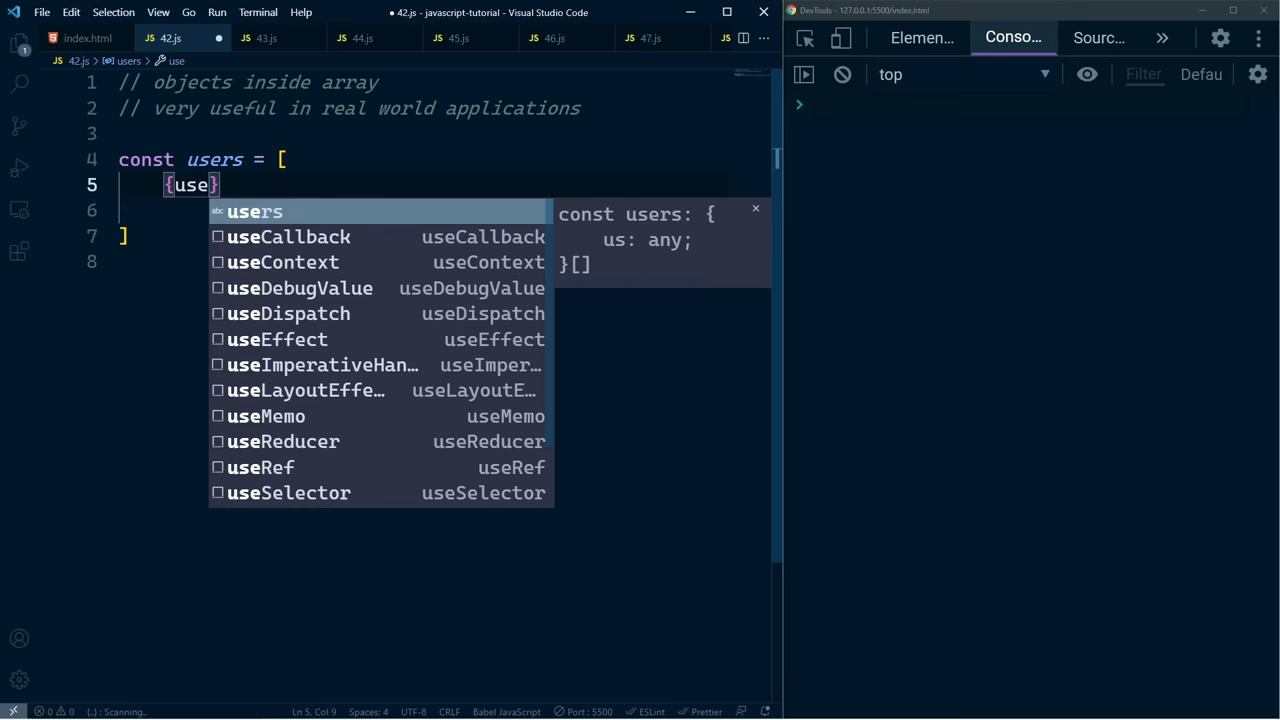 File Edit Selection View Go Run Terminal Help ● 42.js - javascript-tutorial - Visual Studio Code
DevTools - 127.0.0.1:5500/index.html
index.html JS 42.js JS 43.js JS 44.js JS 45.js JS 46.js JS 47.js JS
Elemen... Conso... Sourc...
JS 42.js > users > use
top Filter Defau
1 // objects inside array
2 // very useful in real world applications
3
4 const users = [
5 {use}
6
7 ]
8
abc users
useCallback useCallback
useContext useContext
useDebugValue useDebugValue
useDispatch useDispatch
useEffect useEffect
useImperativeHan… useImper…
useLayoutEffe… useLayoutE…
useMemo useMemo
useReducer useReducer
useRef useRef
useSelector useSelector
const users: {
us: any;
}[]
1
0 0 {..} : Scanning.. Ln 5, Col 9 Spaces: 4 UTF-8 CRLF Babel JavaScript Port : 5500 ESLint Prettier